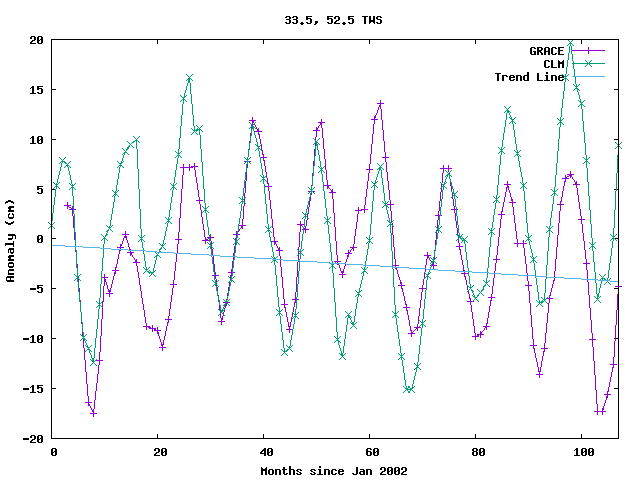 33.5, 52.5 TWS
GRACE
CLM
Trend Line
20
15
10
5
0
-5
-10
-15
-20
Anomaly (cm)
0 20 40 60 80 100
Months since Jan 2002